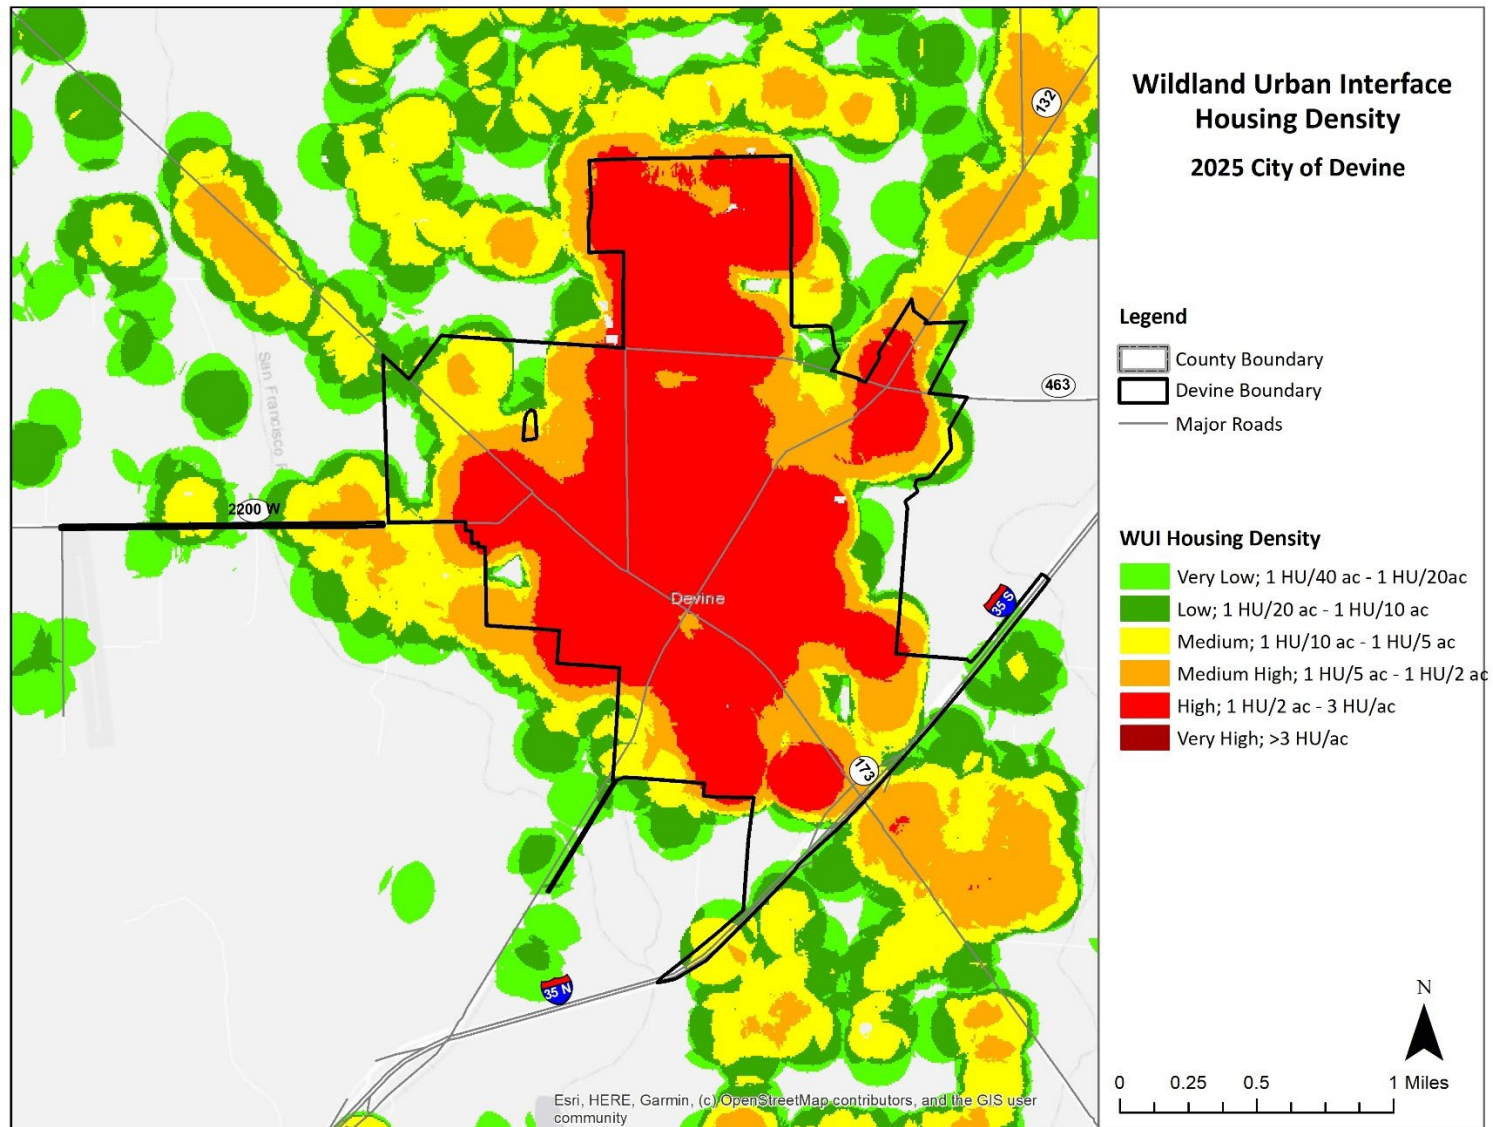 Wildland Urban Interface
Housing Density
2025 City of Devine
Legend
County Boundary
Devine Boundary
Major Roads
WUI Housing Density
Very Low; 1 HU/40 ac - 1 HU/20ac
Low; 1 HU/20 ac - 1 HU/10 ac
Medium; 1 HU/10 ac - 1 HU/5 ac
Medium High; 1 HU/5 ac - 1 HU/2 ac
High; 1 HU/2 ac - 3 HU/ac
Very High; >3 HU/ac
N
0 0.25 0.5 1 Miles
132
463
San Francisco
2200 W
Devine
35 S
173
35 N
Esri, HERE, Garmin, (c) OpenStreetMap contributors, and the GIS user
community